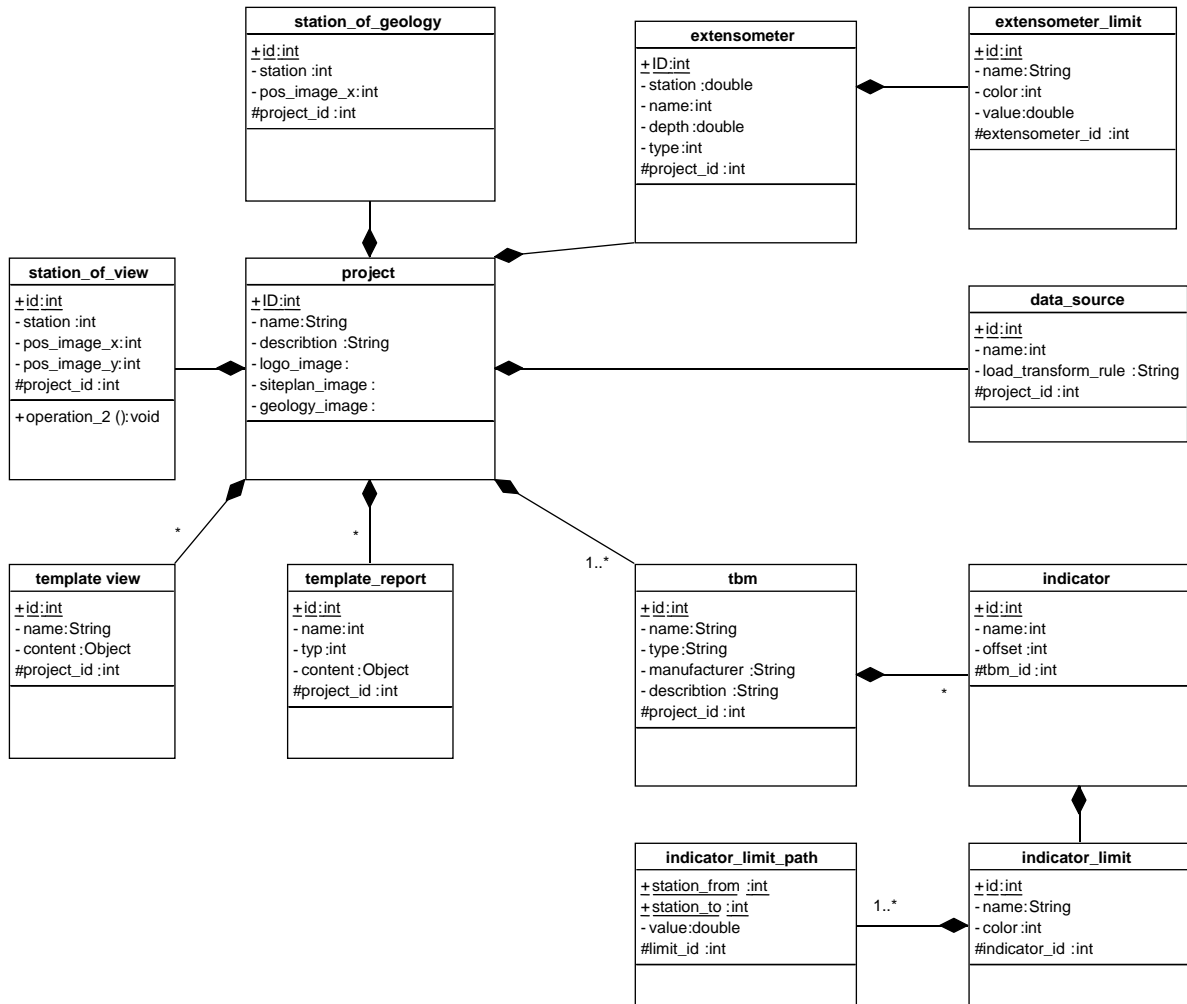 station_of_geology
+id:int
-station :int
-pos_image_x:int
#project_id :int
extensometer
+ID:int
-station :double
-name:int
-depth :double
-type:int
#project_id :int
extensometer_limit
+id:int
-name:String
-color:int
-value:double
#extensometer_id :int
station_of_view
+id:int
-station :int
-pos_image_x:int
-pos_image_y:int
#project_id :int
+operation_2 ():void
project
+ID:int
-name:String
-describtion :String
-logo_image :
-siteplan_image :
-geology_image :
data_source
+id:int
-name:int
-load_transform_rule :String
#project_id :int
*
*
1..*
template view
+id:int
-name:String
-content :Object
#project_id :int
template_report
+id:int
-name:int
-typ:int
-content :Object
#project_id :int
tbm
+id:int
-name:String
-type:String
-manufacturer :String
-describtion :String
#project_id :int
*
indicator
+id:int
-name:int
-offset :int
#tbm_id :int
indicator_limit_path
+station_from :int
+station_to :int
-value:double
#limit_id :int
1..*
indicator_limit
+id:int
-name:String
-color :int
#indicator_id :int